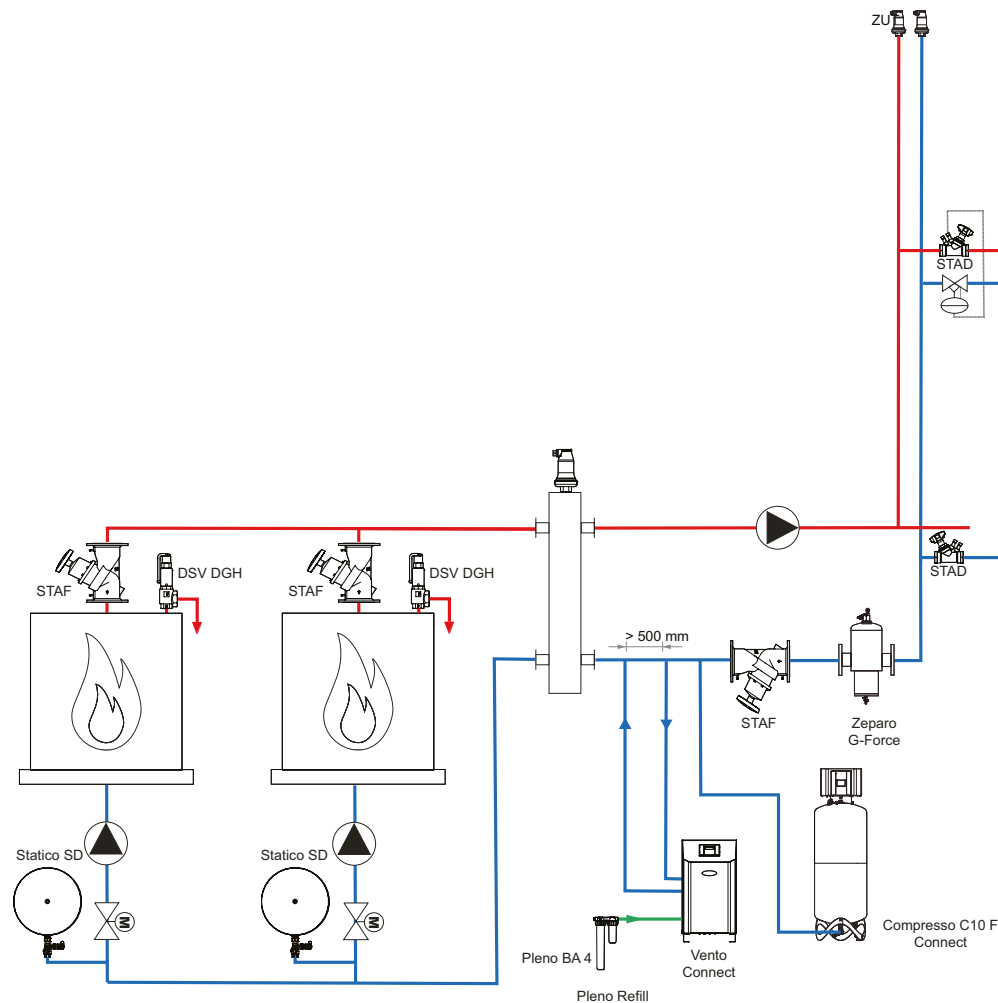 ZUT
STAD
STAD
STAF
DSV DGH
STAF
DSV DGH
> 500 mm
STAF
Zeparo
G-Force
Statico SD
M
Statico SD
M
Pleno BA 4
Pleno Refill
Vento
Connect
Compresso C10 F
Connect